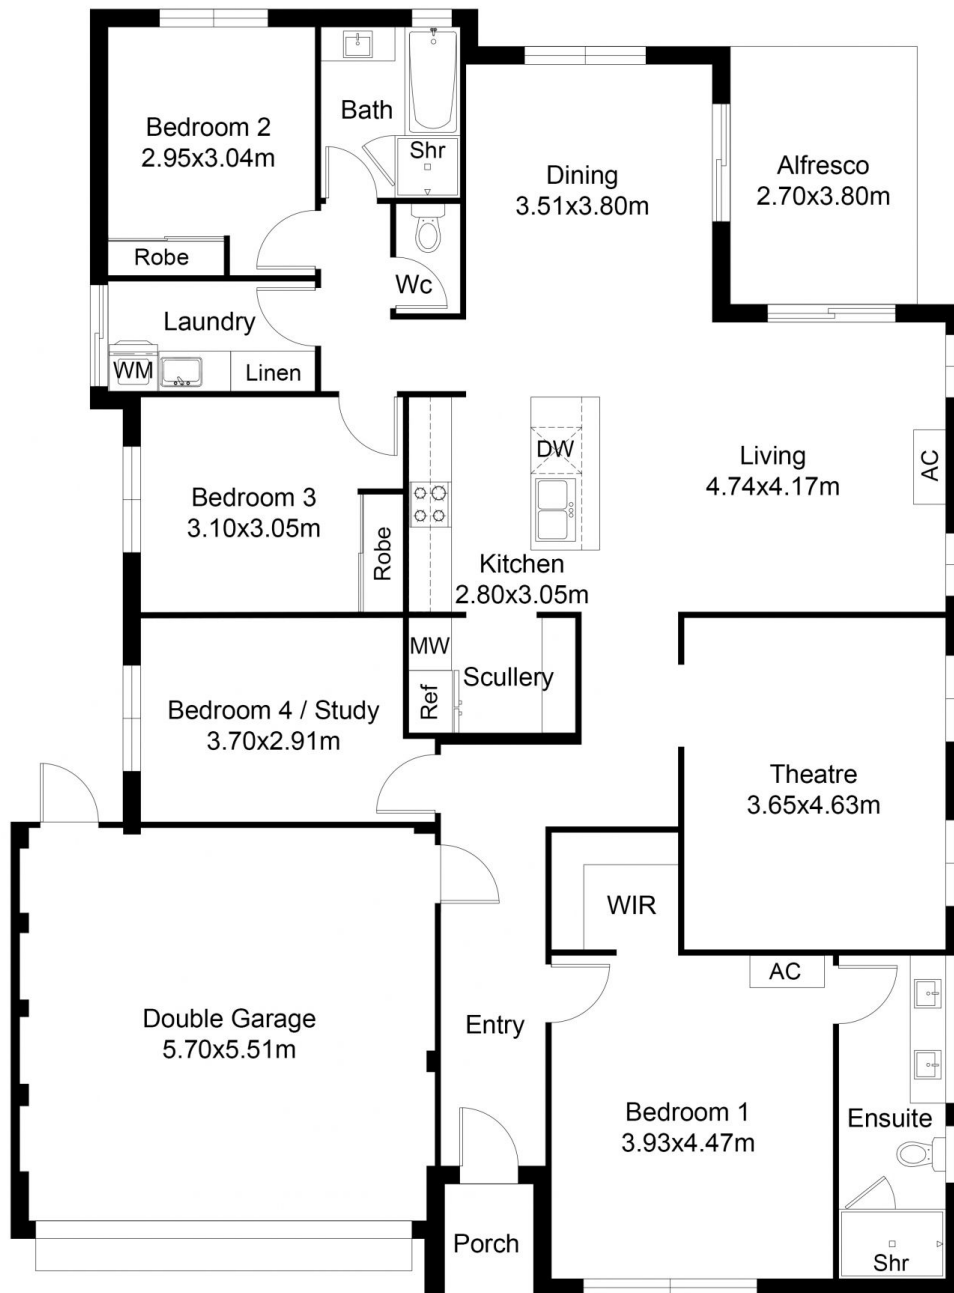 Bedroom 2
2.95x3.04m
Bath
Shr
Dining
3.51x3.80m
Alfresco
2.70x3.80m
Robe
Wc
Laundry
WM
Linen
Bedroom 3
3.10x3.05m
Robe
DW
Kitchen
2.80x3.05m
Living
4.74x4.17m
AC
MW
Ref
Scullery
Bedroom 4 / Study
3.70x2.91m
Theatre
3.65x4.63m
WIR
AC
Double Garage
5.70x5.51m
Entry
Bedroom 1
3.93x4.47m
Ensuite
Porch
Shr